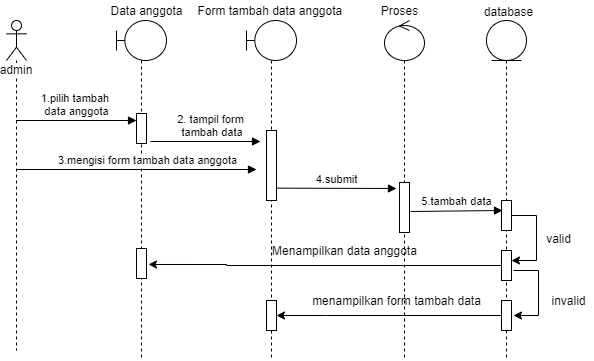 Data anggota
Form tambah data anggota
Proses
database
admin
1.pilih tambah
data anggota
2. tampil form
tambah data
3.mengisi form tambah data anggota
4.submit
5.tambah data
valid
Menampilkan data anggota
invalid
menampilkan form tambah data